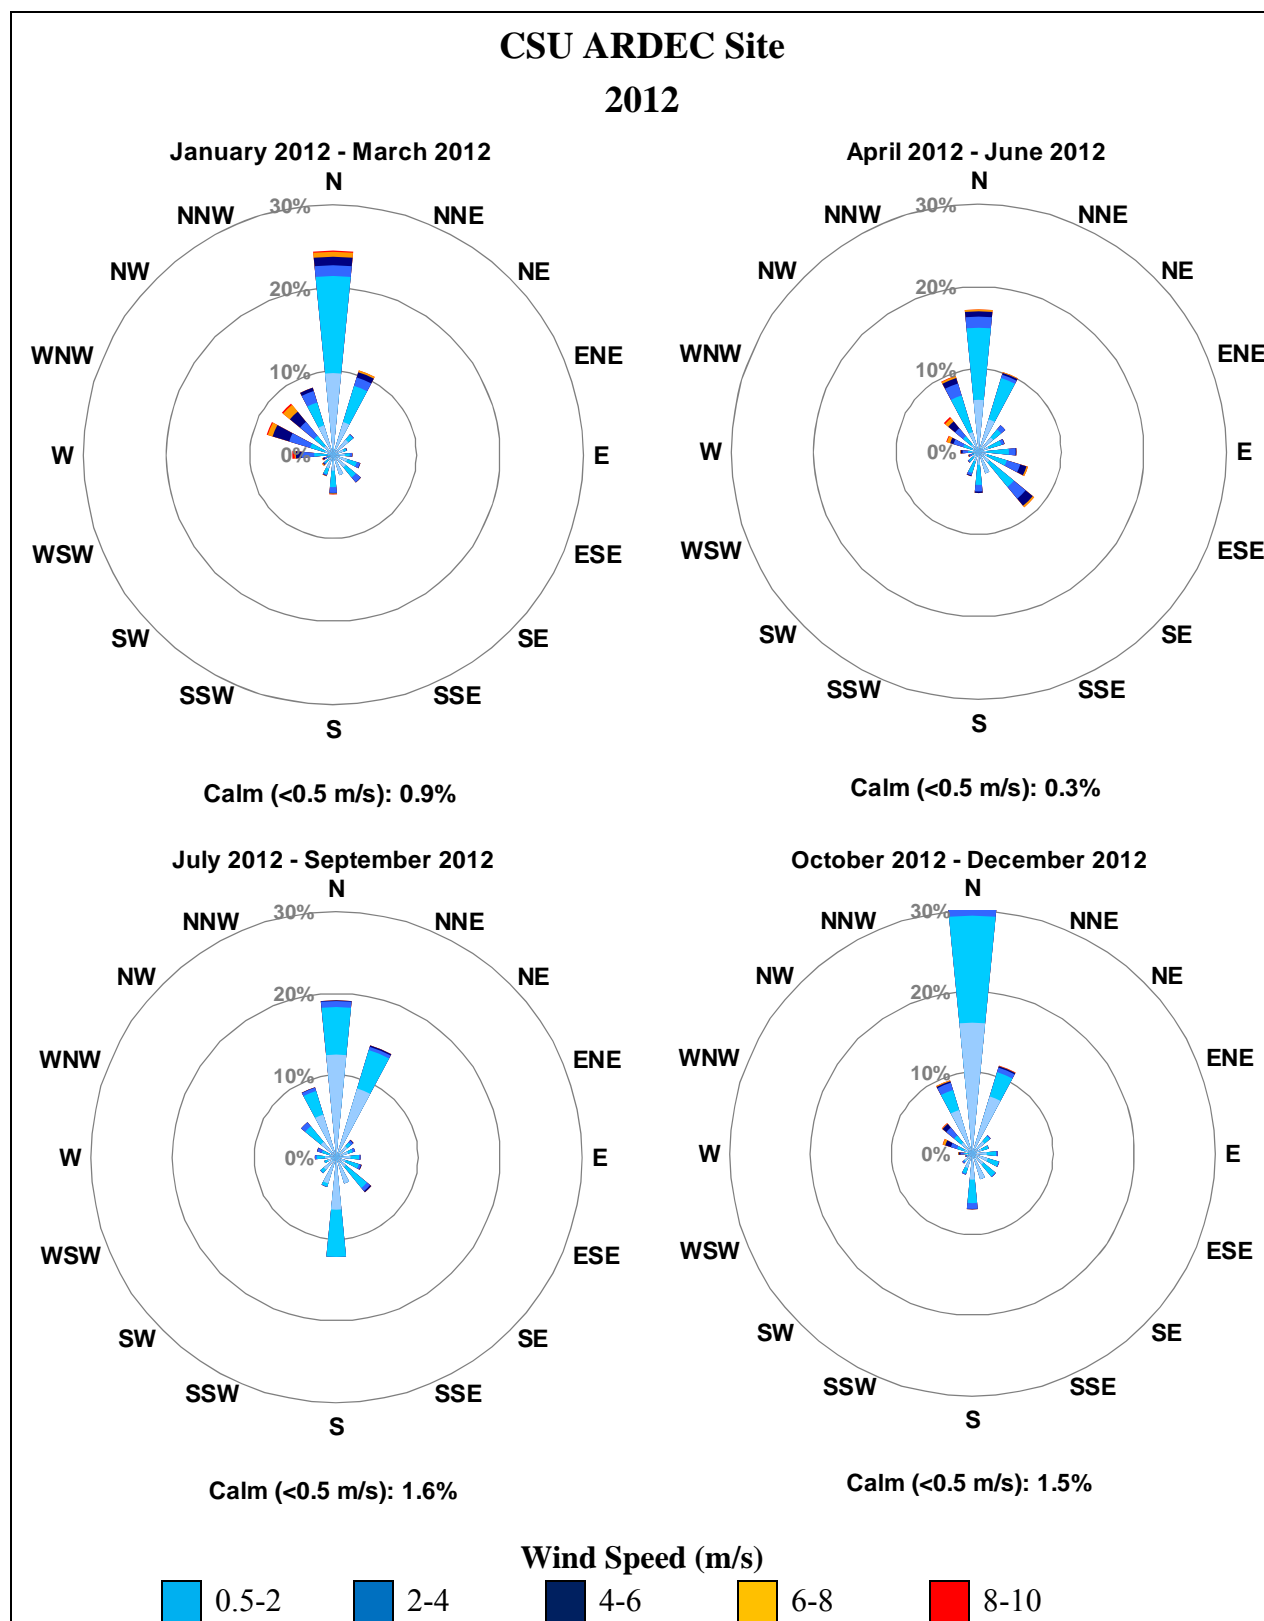 CSU ARDEC Site
2012
January 2012 - March 2012
N
NNE
NE
ENE
E
ESE
SE
SSE
S
SSW
SW
WSW
W
WNW
NW
NNW
30%
20%
10%
0%
Calm (<0.5 m/s): 0.9%
April 2012 - June 2012
N
NNE
NE
ENE
E
ESE
SE
SSE
S
SSW
SW
WSW
W
WNW
NW
NNW
30%
20%
10%
0%
Calm (<0.5 m/s): 0.3%
July 2012 - September 2012
N
NNE
NE
ENE
E
ESE
SE
SSE
S
SSW
SW
WSW
W
WNW
NW
NNW
30%
20%
10%
0%
Calm (<0.5 m/s): 1.6%
October 2012 - December 2012
N
NNE
NE
ENE
E
ESE
SE
SSE
S
SSW
SW
WSW
W
WNW
NW
NNW
30%
20%
10%
0%
Calm (<0.5 m/s): 1.5%
Wind Speed (m/s)
0.5-2 2-4 4-6 6-8 8-10